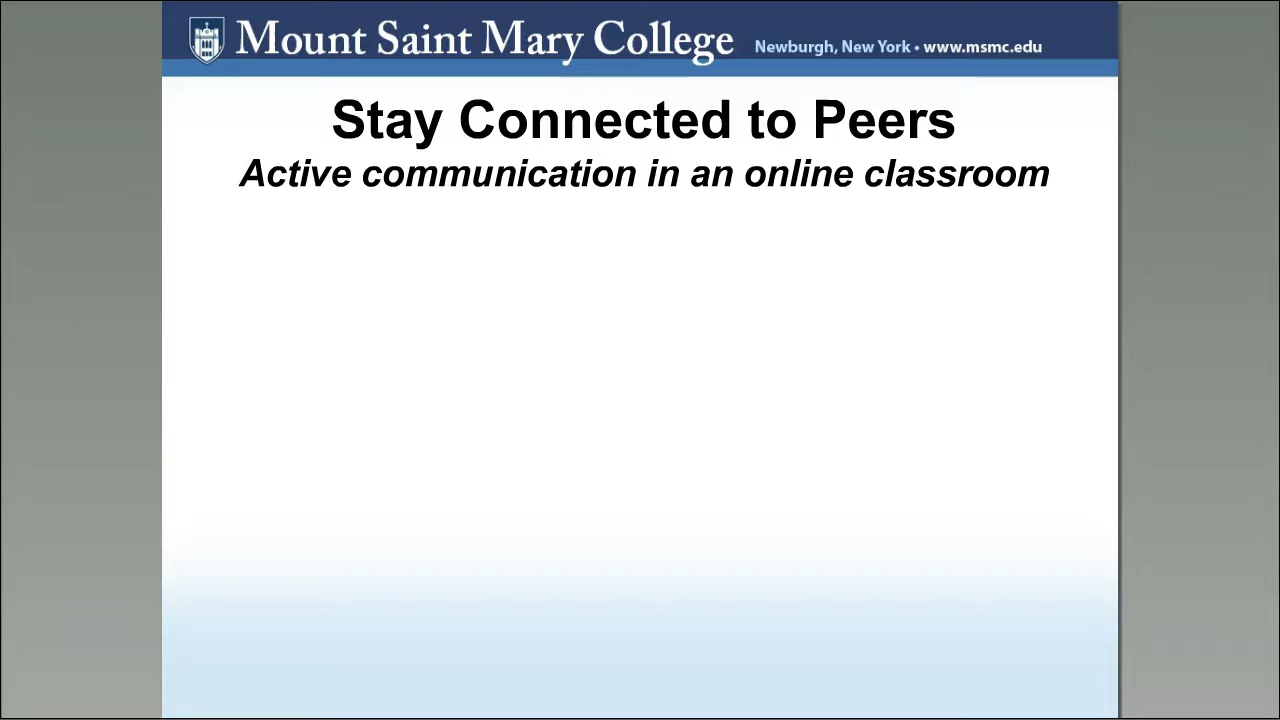 Mount Saint Mary College Newburgh, New York • www.msmc.edu
Stay Connected to Peers
Active communication in an online classroom